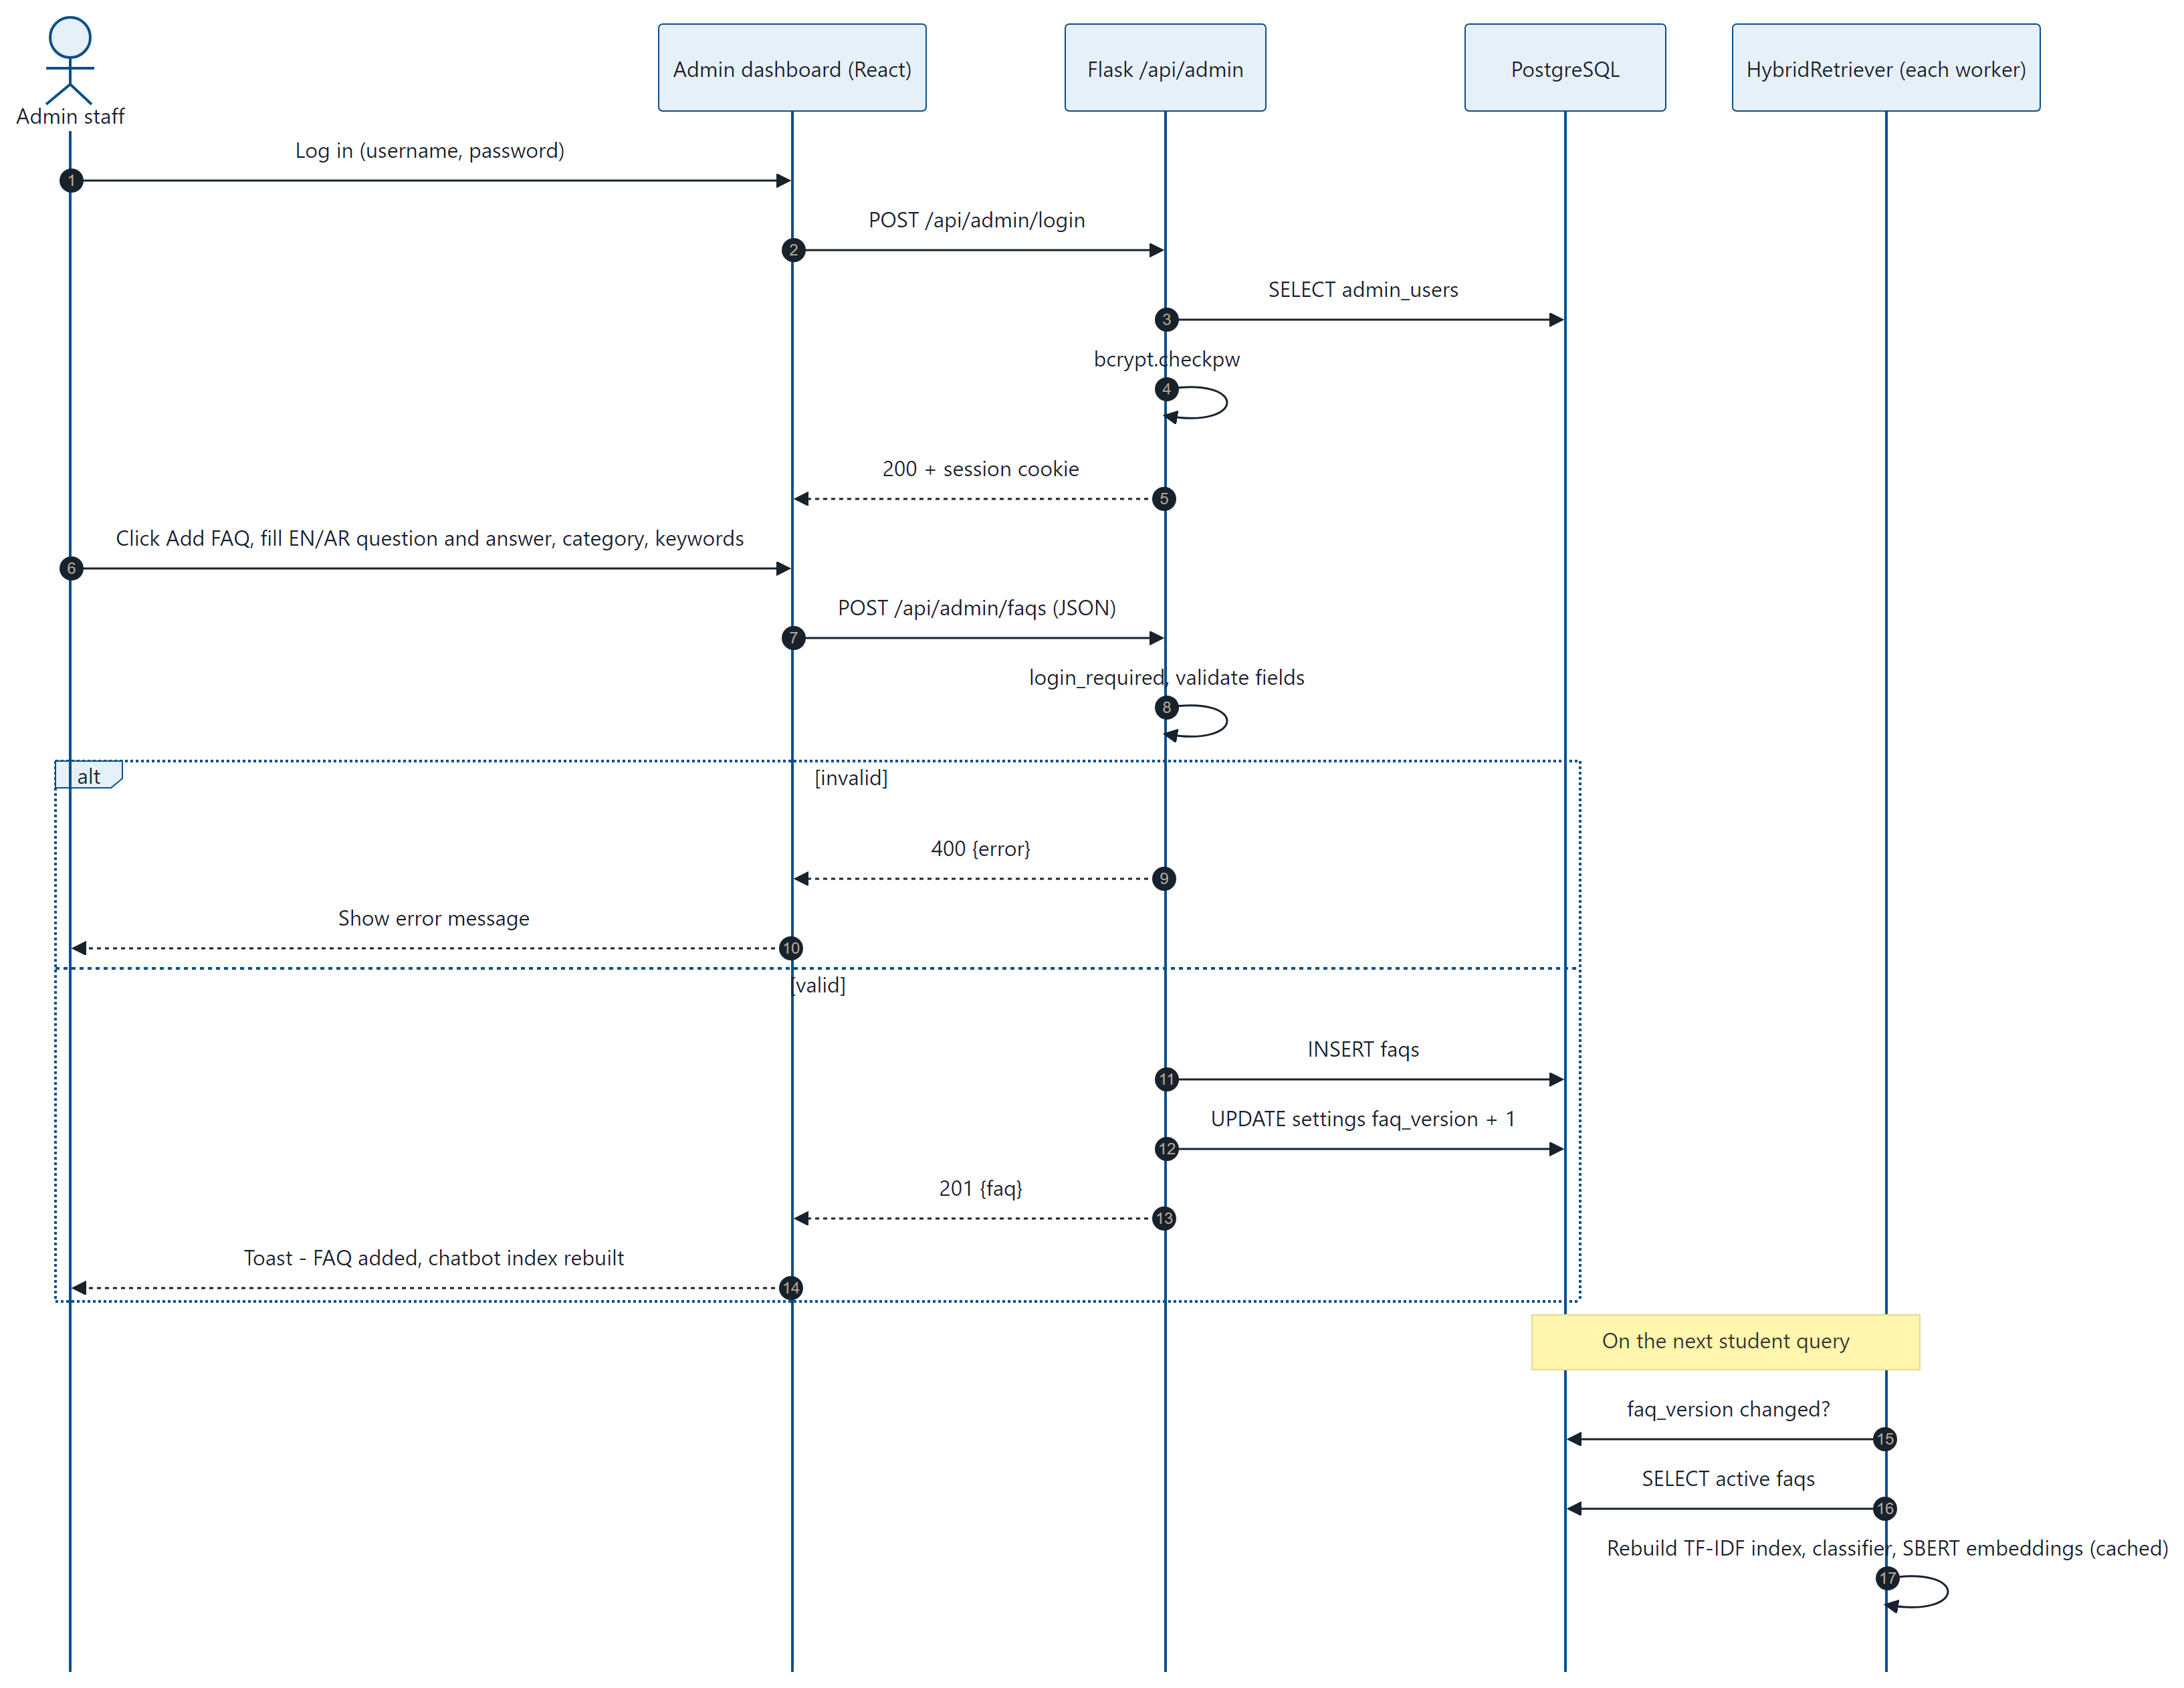 Admin staff
Admin dashboard (React)
Flask /api/admin
PostgreSQL
HybridRetriever (each worker)
Log in (username, password)
1
POST /api/admin/login
2
SELECT admin_users
3
bcrypt.checkpw
4
200 + session cookie
5
Click Add FAQ, fill EN/AR question and answer, category, keywords
6
POST /api/admin/faqs (JSON)
7
login_required, validate fields
8
alt
[invalid]
400 {error}
9
Show error message
10
[valid]
INSERT faqs
11
UPDATE settings faq_version + 1
12
201 {faq}
13
Toast - FAQ added, chatbot index rebuilt
14
On the next student query
faq_version changed?
15
SELECT active faqs
16
Rebuild TF-IDF index, classifier, SBERT embeddings (cached)
17